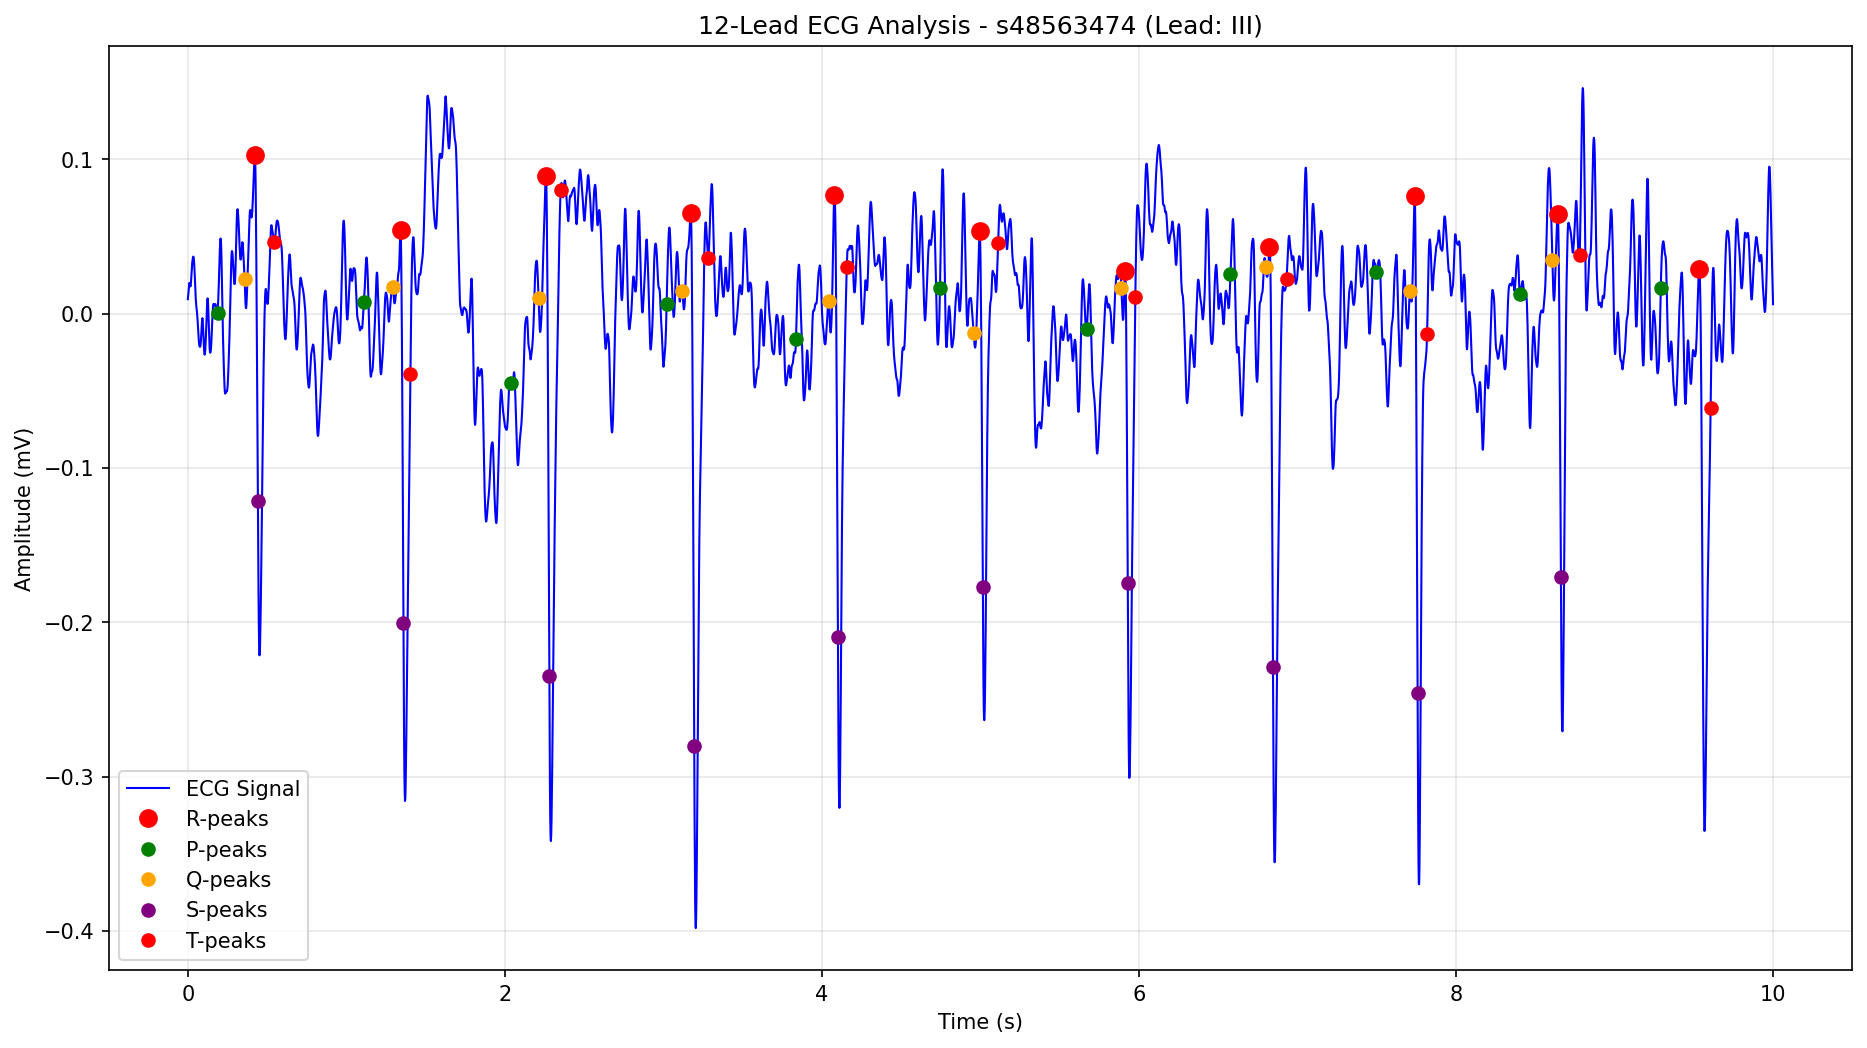 12-Lead ECG Analysis - s48563474 (Lead: III)
Amplitude (mV)
0.1
0.0
−0.1
−0.2
−0.3
−0.4
ECG Signal
R-peaks
P-peaks
Q-peaks
S-peaks
T-peaks
0 2 4 6 8 10
Time (s)